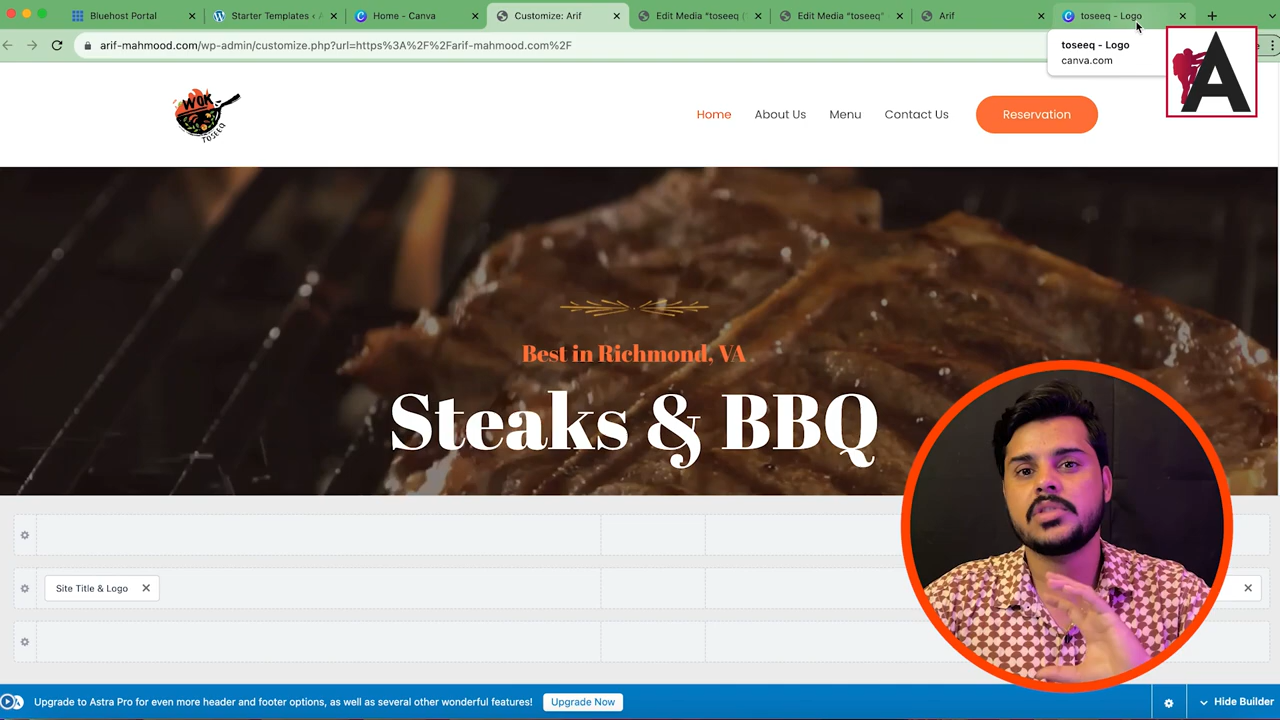 Bluehost Portal
Starter Templates ‹ A
Home - Canva
Customize: Arif
Edit Media “toseeq (
Edit Media “toseeq”
Arif
toseeq - Logo
arif-mahmood.com/wp-admin/customize.php?url=https%3A%2F%2Farif-mahmood.com%2F
toseeq - Logo
canva.com
A
WOK
TOSEEQ
Home
About Us
Menu
Contact Us
Reservation
Best in Richmond, VA
Steaks & BBQ
Site Title & Logo
Upgrade to Astra Pro for even more header and footer options, as well as several other wonderful features!
Upgrade Now
Hide Builder